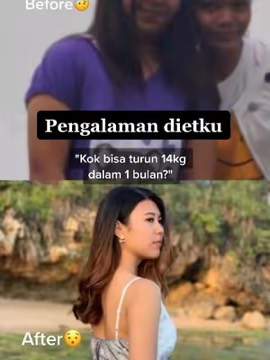 Before🤨
Pengalaman dietku
"Kok bisa turun 14kg
dalam 1 bulan?"
After😯